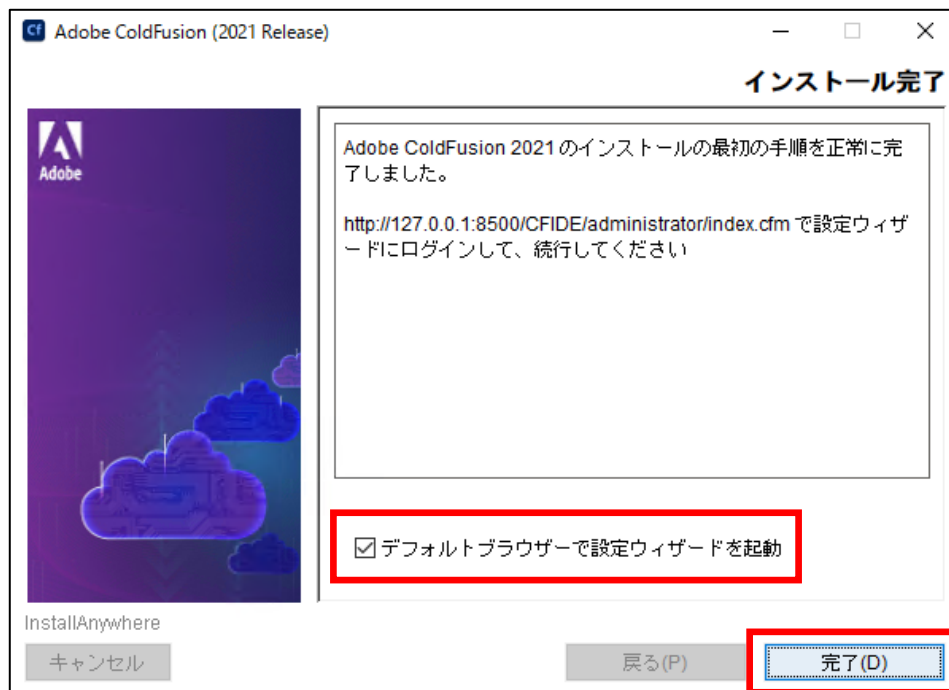 Cf Adobe ColdFusion (2021 Release)
インストール完了
Adobe
Adobe ColdFusion 2021 のインストールの最初の手順を正常に完
了しました。
http://127.0.0.1:8500/CFIDE/administrator/index.cfm で設定ウィザ
ードにログインして、続行してください
デフォルトブラウザーで設定ウィザードを起動
InstallAnywhere
キャンセル
戻る(P)
完了(D)